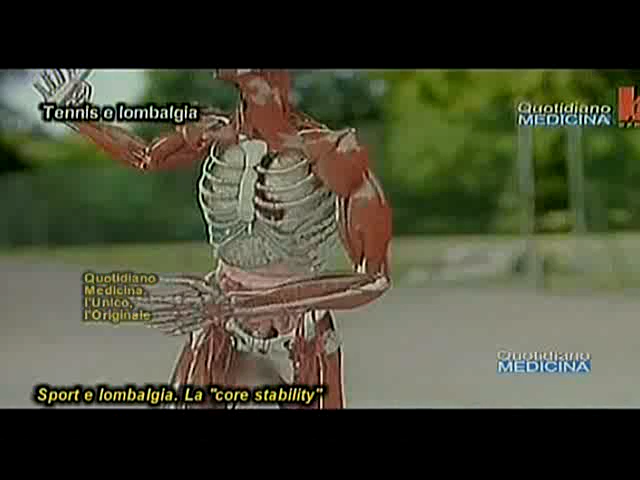 Tennis e lombalgia
Quotidiano
MEDICINA
Quotidiano
Medicina,
l'Unico,
l'Originale
Quotidiano
MEDICINA
Sport e lombalgia. La "core stability"